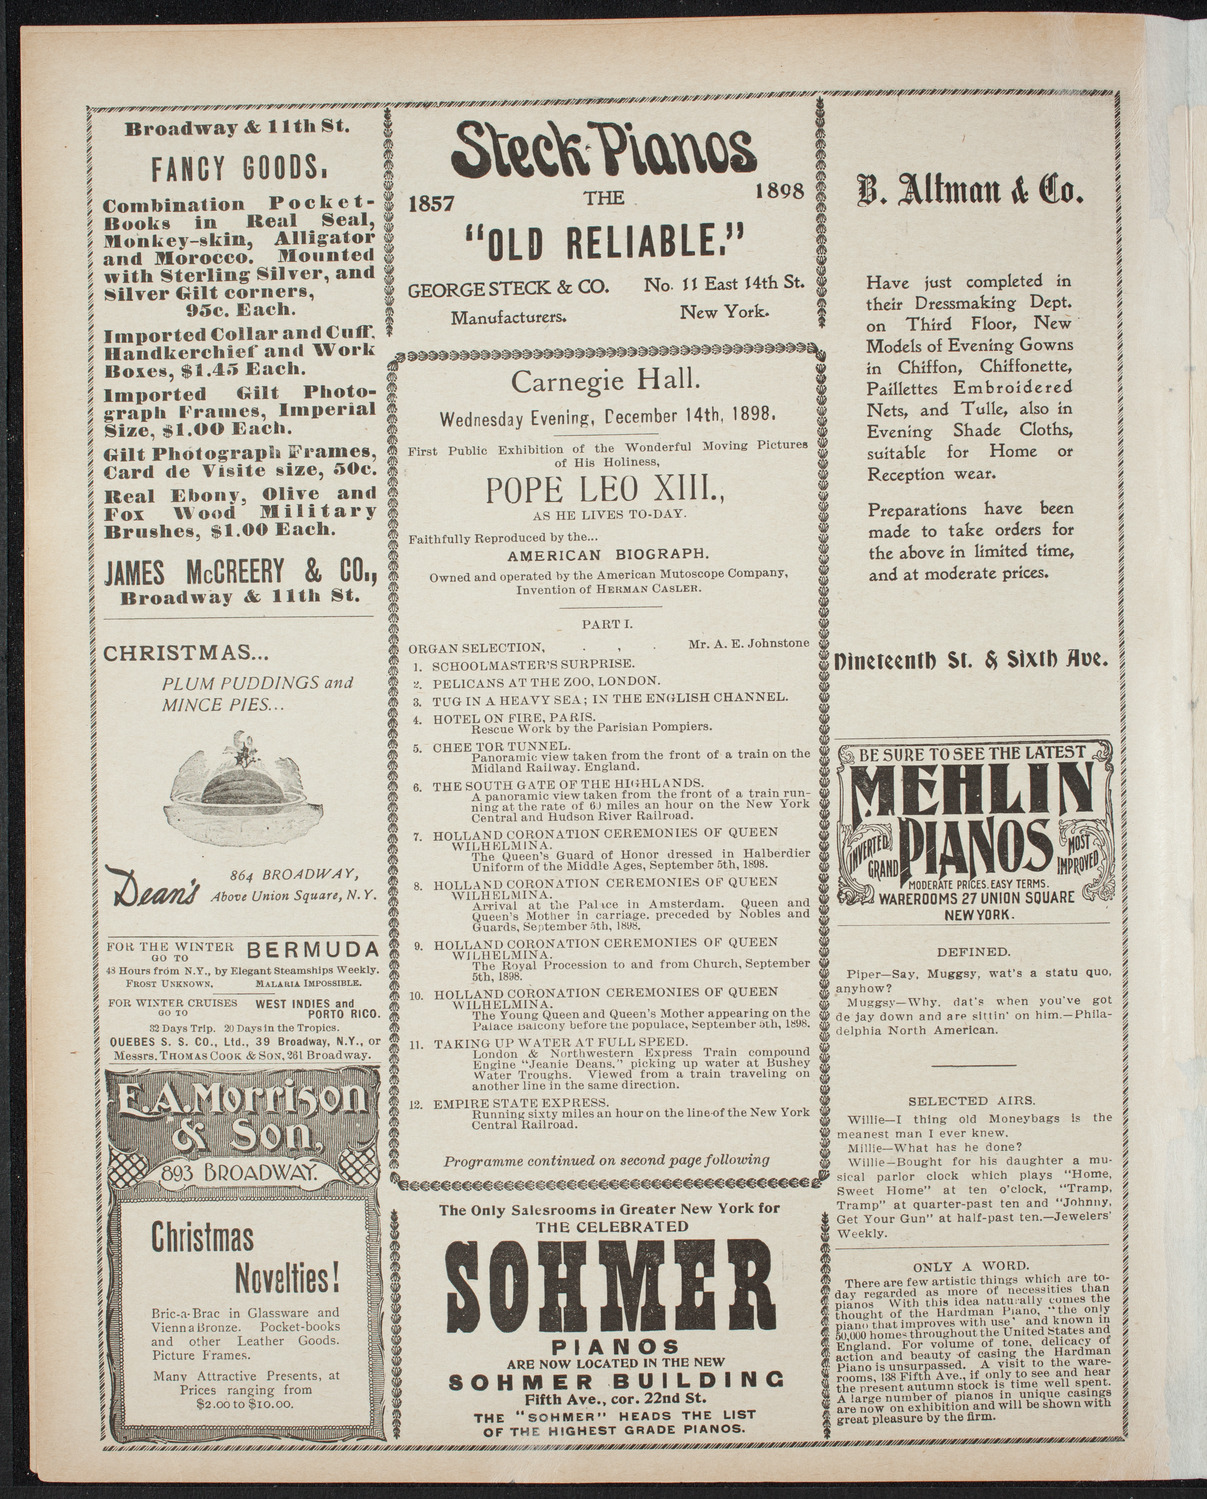 Broadway & 11th St.
FANCY GOODS.
Combination Pocket-
Books in Real Seal,
Monkey-skin, Alligator
and Morocco. Mounted
with Sterling Silver, and
Silver Gilt corners,
95c. Each.
Imported Collar and Cuff,
Handkerchief and Work
Boxes, $1.45 Each.
Imported Gilt Photo-
graph Frames, Imperial
Size, $1.00 Each.
Gilt Photograph Frames,
Card de Visite size, 50c.
Real Ebony, Olive and
Fox Wood Military
Brushes, $1.00 Each.
JAMES McCREERY & CO.,
Broadway & 11th St.
CHRISTMAS...
PLUM PUDDINGS and
MINCE PIES...
Dean's
864 BROADWAY,
Above Union Square, N.Y.
FOR THE WINTER
GO TO
BERMUDA
48 Hours from N.Y., by Elegant Steamships Weekly.
FROST UNKNOWN. MALARIA IMPOSSIBLE.
FOR WINTER CRUISES
GO TO
WEST INDIES and
PORTO RICO.
32 Days Trip. 20 Days in the Tropics.
QUEBES S. S. CO., Ltd., 39 Broadway, N.Y., or
Messrs. THOMAS COOK & SON, 261 Broadway.
E.A. Morrison
& Son,
893 BROADWAY.
Christmas
Novelties!
Bric-a-Brac in Glassware and
Vienna Bronze. Pocket-books
and other Leather Goods.
Picture Frames.
Many Attractive Presents, at
Prices ranging from
$2.00 to $10.00.
Steck Pianos
1857 THE 1898
"OLD RELIABLE,"
GEORGE STECK & CO. No. 11 East 14th St.
Manufacturers. New York.
Carnegie Hall.
Wednesday Evening, December 14th, 1898.
First Public Exhibition of the Wonderful Moving Pictures
of His Holiness,
POPE LEO XIII.,
AS HE LIVES TO-DAY.
Faithfully Reproduced by the...
AMERICAN BIOGRAPH.
Owned and operated by the American Mutoscope Company,
Invention of HERMAN CASLER.
PART I.
ORGAN SELECTION, . , . Mr. A. E. Johnstone
1. SCHOOLMASTER'S SURPRISE.
2. PELICANS AT THE ZOO, LONDON.
3. TUG IN A HEAVY SEA; IN THE ENGLISH CHANNEL.
4. HOTEL ON FIRE, PARIS.
Rescue Work by the Parisian Pompiers.
5. CHEE TOR TUNNEL.
Panoramic view taken from the front of a train on the
Midland Railway. England.
6. THE SOUTH GATE OF THE HIGHLANDS.
A panoramic view taken from the front of a train run-
ning at the rate of 60 miles an hour on the New York
Central and Hudson River Railroad.
7. HOLLAND CORONATION CEREMONIES OF QUEEN
WILHELMINA.
The Queen's Guard of Honor dressed in Halberdier
Uniform of the Middle Ages, September 5th, 1898.
8. HOLLAND CORONATION CEREMONIES OF QUEEN
WILHELMINA.
Arrival at the Palace in Amsterdam. Queen and
Queen's Mother in carriage, preceded by Nobles and
Guards, September 5th, 1898.
9. HOLLAND CORONATION CEREMONIES OF QUEEN
WILHELMINA.
The Royal Procession to and from Church, September
5th, 1898.
10. HOLLAND CORONATION CEREMONIES OF QUEEN
WILHELMINA.
The Young Queen and Queen's Mother appearing on the
Palace Balcony before the populace, September 5th, 1898.
11. TAKING UP WATER AT FULL SPEED.
London & Northwestern Express Train compound
Engine "Jeanie Deans," picking up water at Bushey
Water Troughs. Viewed from a train traveling on
another line in the same direction.
12. EMPIRE STATE EXPRESS.
Running sixty miles an hour on the line of the New York
Central Railroad.
Programme continued on second page following
The Only Salesrooms in Greater New York for
THE CELEBRATED
SOHMER
PIANOS
ARE NOW LOCATED IN THE NEW
SOHMER BUILDING
Fifth Ave., cor. 22nd St.
THE "SOHMER" HEADS THE LIST
OF THE HIGHEST GRADE PIANOS.
B. Altman & Co.
Have just completed in
their Dressmaking Dept.
on Third Floor, New
Models of Evening Gowns
in Chiffon, Chiffonette,
Paillettes Embroidered
Nets, and Tulle, also in
Evening Shade Cloths,
suitable for Home or
Reception wear.
Preparations have been
made to take orders for
the above in limited time,
and at moderate prices.
Nineteenth St. & Sixth Ave.
BE SURE TO SEE THE LATEST
MEHLIN
PIANOS
INVERTED
GRAND
MOST
IMPROVED
MODERATE PRICES. EASY TERMS.
WAREROOMS 27 UNION SQUARE
NEW YORK.
DEFINED.
Piper—Say, Muggsy, wat's a statu quo,
anyhow?
Muggsy—Why, dat's when you've got
de jay down and are sittin' on him.—Phila-
delphia North American.
SELECTED AIRS.
Willie—I thing old Moneybags is the
meanest man I ever knew.
Millie—What has he done?
Willie—Bought for his daughter a mu-
sical parlor clock which plays "Home,
Sweet Home" at ten o'clock, "Tramp,
Tramp" at quarter-past ten and "Johnny,
Get Your Gun" at half-past ten.—Jewelers'
Weekly.
ONLY A WORD.
There are few artistic things which are to-
day regarded as more of necessities than
pianos With this idea naturally comes the
thought of the Hardman Piano, "the only
piano that improves with use" and known in
50,000 homes throughout the United States and
England. For volume of tone, delicacy of
action and beauty of casing the Hardman
Piano is unsurpassed. A visit to the ware-
rooms, 138 Fifth Ave., if only to see and hear
the present autumn stock is time well spent.
A large number of pianos in unique casings
are now on exhibition and will be shown with
great pleasure by the firm.